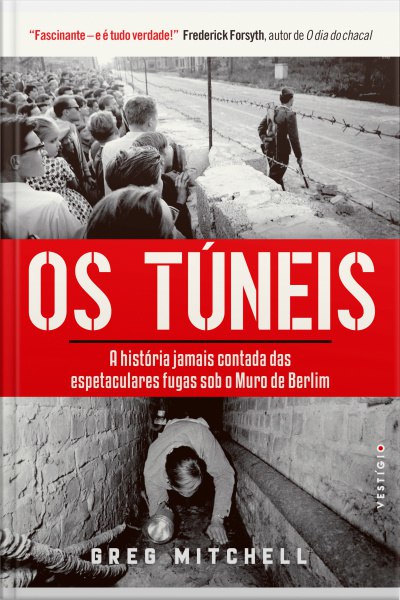 “Fascinante – e é tudo verdade!” Frederick Forsyth, autor de O dia do chacal
OS TÚNEIS
A história jamais contada das
espetaculares fugas sob o Muro de Berlim
VESTÍGIO
GREG MITCHELL